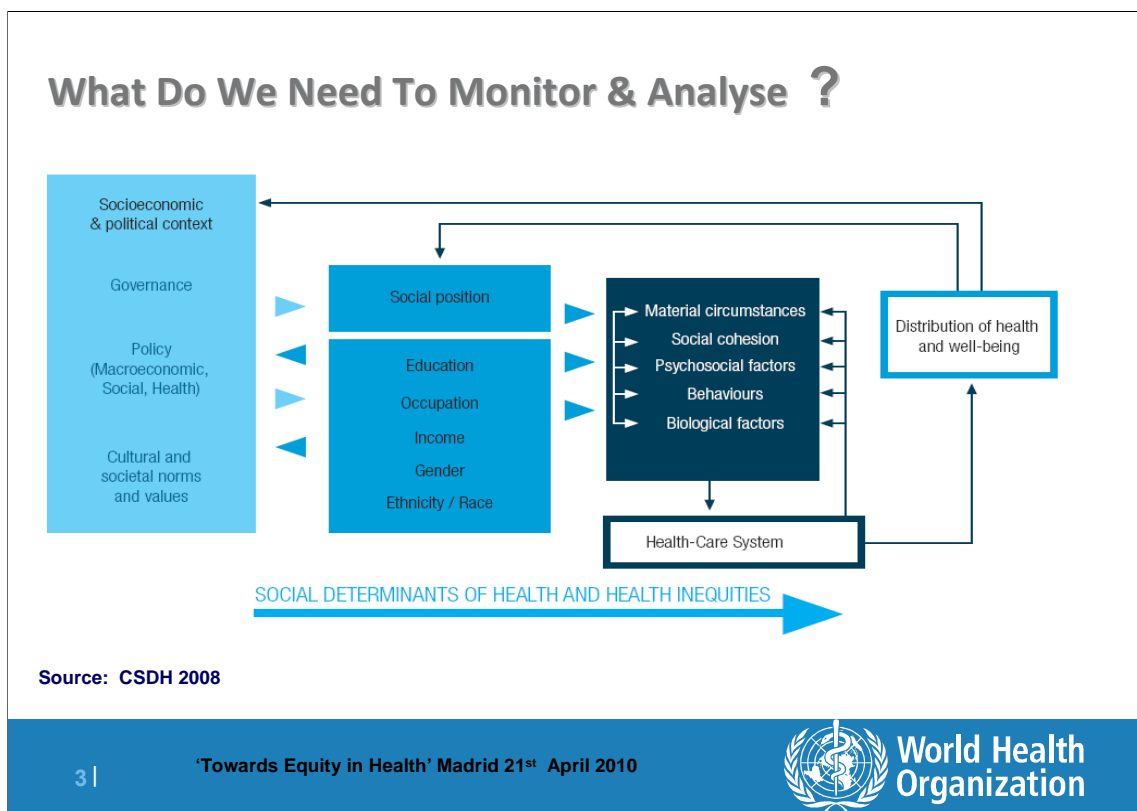 What Do We Need To Monitor & Analyse ?
Socioeconomic
& political context
Governance
Policy
(Macroeconomic,
Social, Health)
Cultural and
societal norms
and values
Social position
Education
Occupation
Income
Gender
Ethnicity / Race
Material circumstances
Social cohesion
Psychosocial factors
Behaviours
Biological factors
Health-Care System
Distribution of health
and well-being
SOCIAL DETERMINANTS OF HEALTH AND HEALTH INEQUITIES
Source: CSDH 2008
3 |
‘Towards Equity in Health’ Madrid 21st April 2010
World Health
Organization